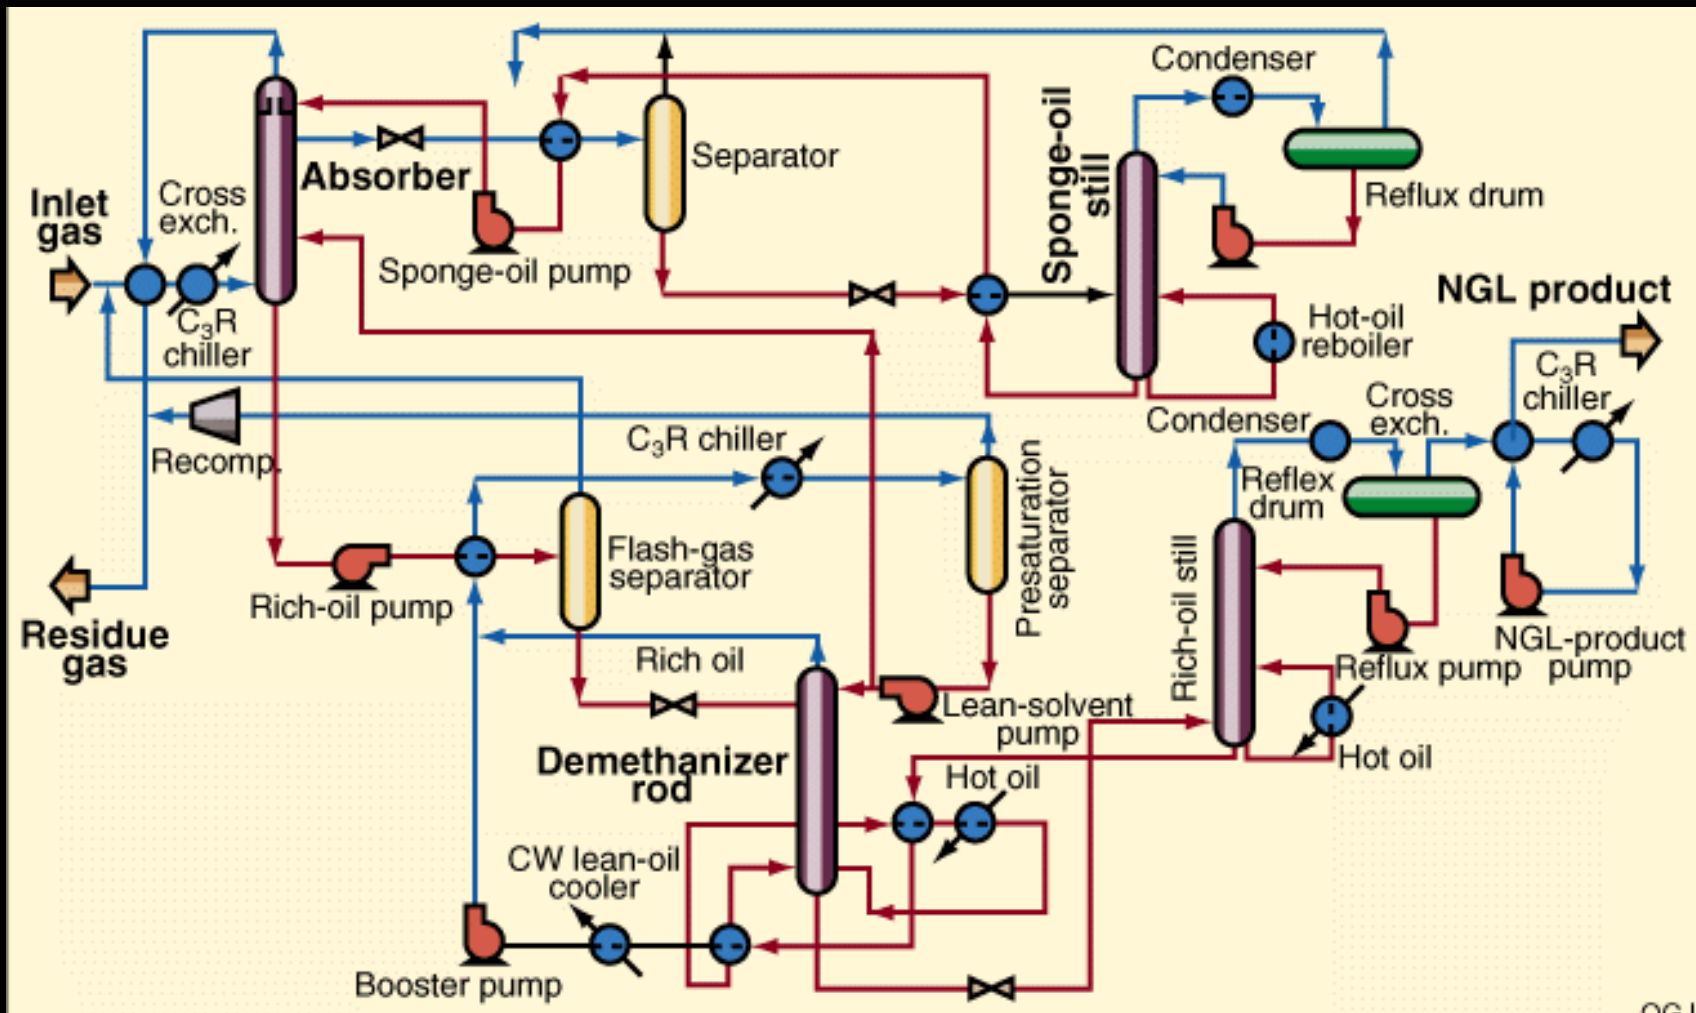 Condenser
Separator
Sponge-oil
still
Reflux drum
Absorber
Cross
exch.
Inlet
gas
Sponge-oil pump
C₃R
chiller
NGL product
Hot-oil
reboiler
C₃R
chiller
Cross
exch.
Condenser
Reflex
drum
Recomp.
C₃R chiller
Presaturation
separator
Flash-gas
separator
Rich-oil pump
Rich-oil still
Residue
gas
Rich oil
Reflux pump
NGL-product
pump
Lean-solvent
pump
Demethanizer
rod
Hot oil
Hot oil
CW lean-oil
cooler
Booster pump